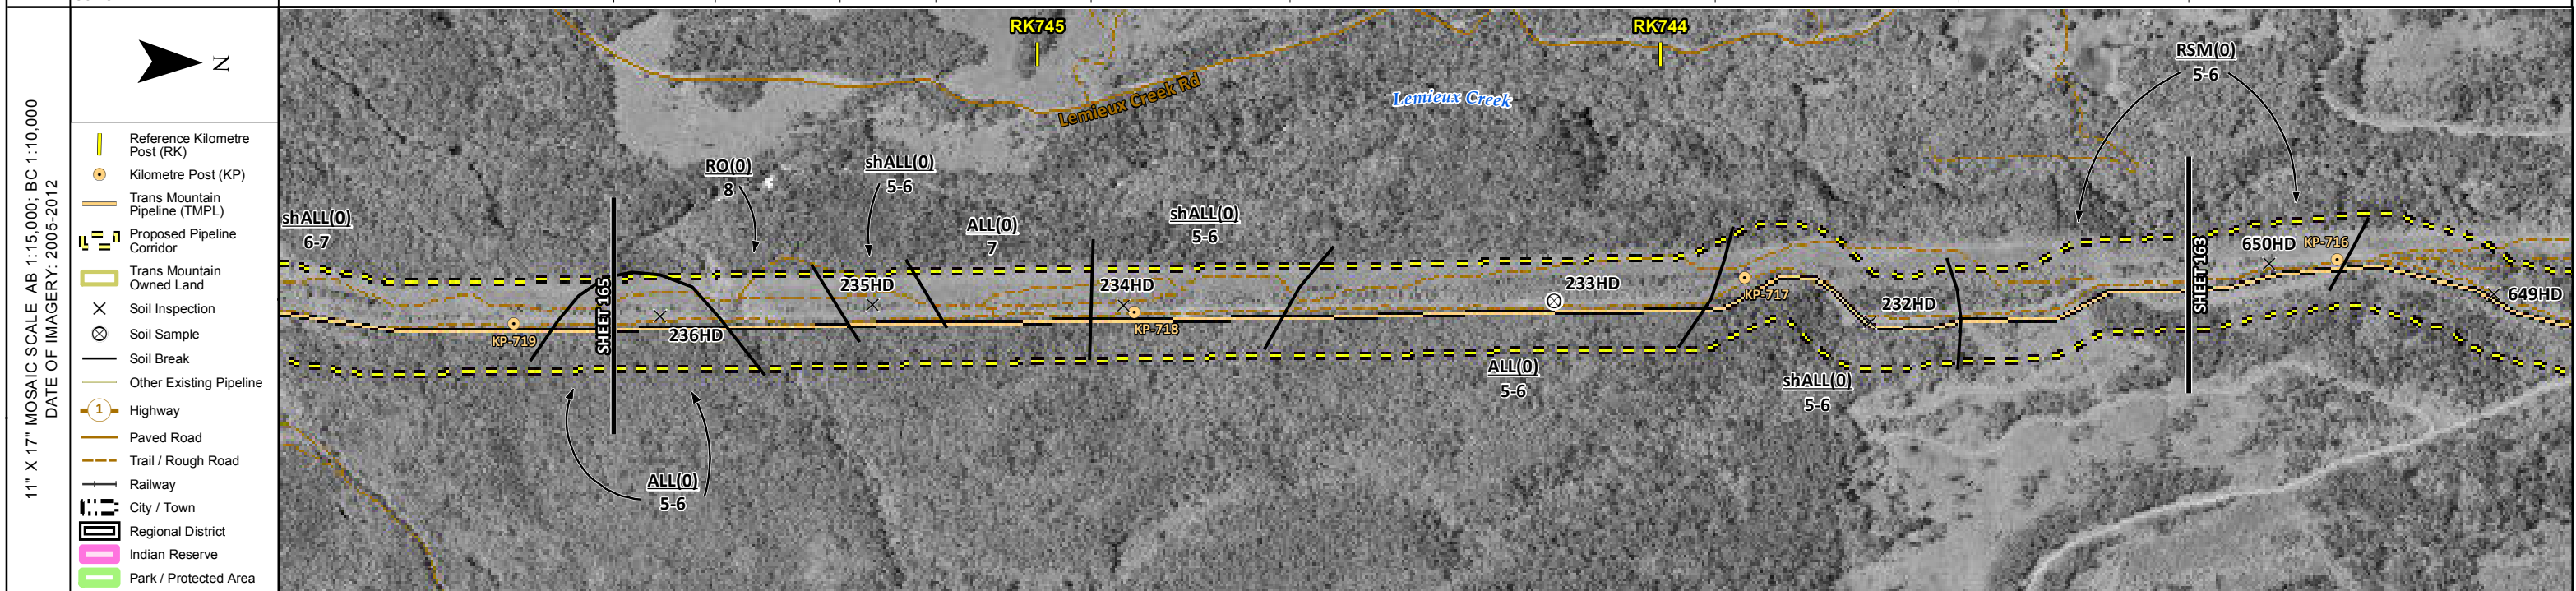 11" X 17" MOSAIC SCALE AB 1:15,000; BC 1:10,000
DATE OF IMAGERY: 2005-2012
N
Reference Kilometre
Post (RK)
Kilometre Post (KP)
Trans Mountain
Pipeline (TMPL)
Proposed Pipeline
Corridor
Trans Mountain
Owned Land
Soil Inspection
Soil Sample
Soil Break
Other Existing Pipeline
1
Highway
Paved Road
Trail / Rough Road
Railway
City / Town
Regional District
Indian Reserve
Park / Protected Area
RK745
RK744
Lemieux Creek Rd
Lemieux Creek
RSM(0)
5-6
RO(0)
8
shALL(0)
5-6
shALL(0)
6-7
ALL(0)
7
shALL(0)
5-6
SHEET 165
SHEET 163
KP-719
236HD
235HD
234HD
KP-718
233HD
KP-717
232HD
650HD
KP-716
649HD
ALL(0)
5-6
shALL(0)
5-6
ALL(0)
5-6